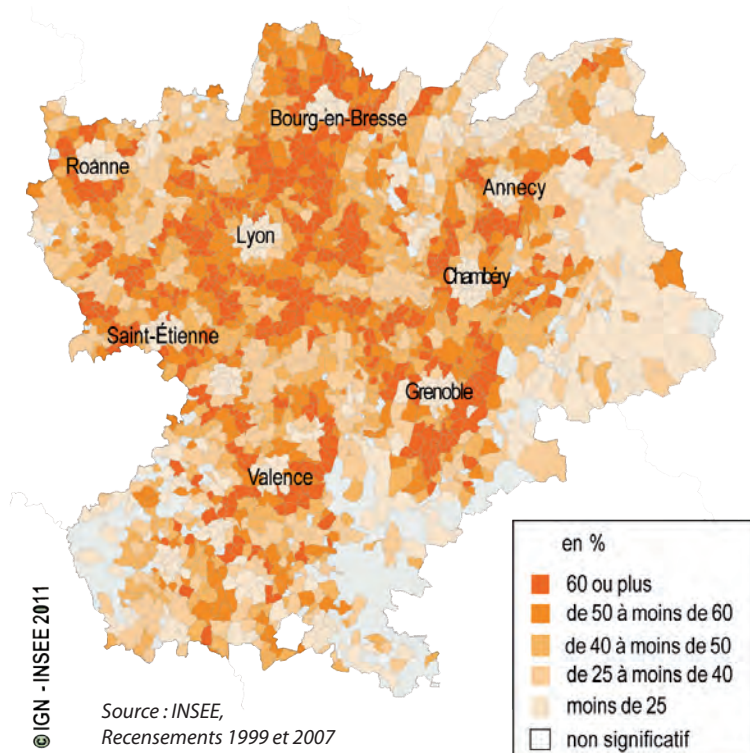 Bourg-en-Bresse
Roanne
Annecy
Lyon
Chambéry
Saint-Étienne
Grenoble
Valence
en %
60 ou plus
de 50 à moins de 60
de 40 à moins de 50
de 25 à moins de 40
moins de 25
non significatif
© IGN - INSEE 2011
Source : INSEE,
Recensements 1999 et 2007